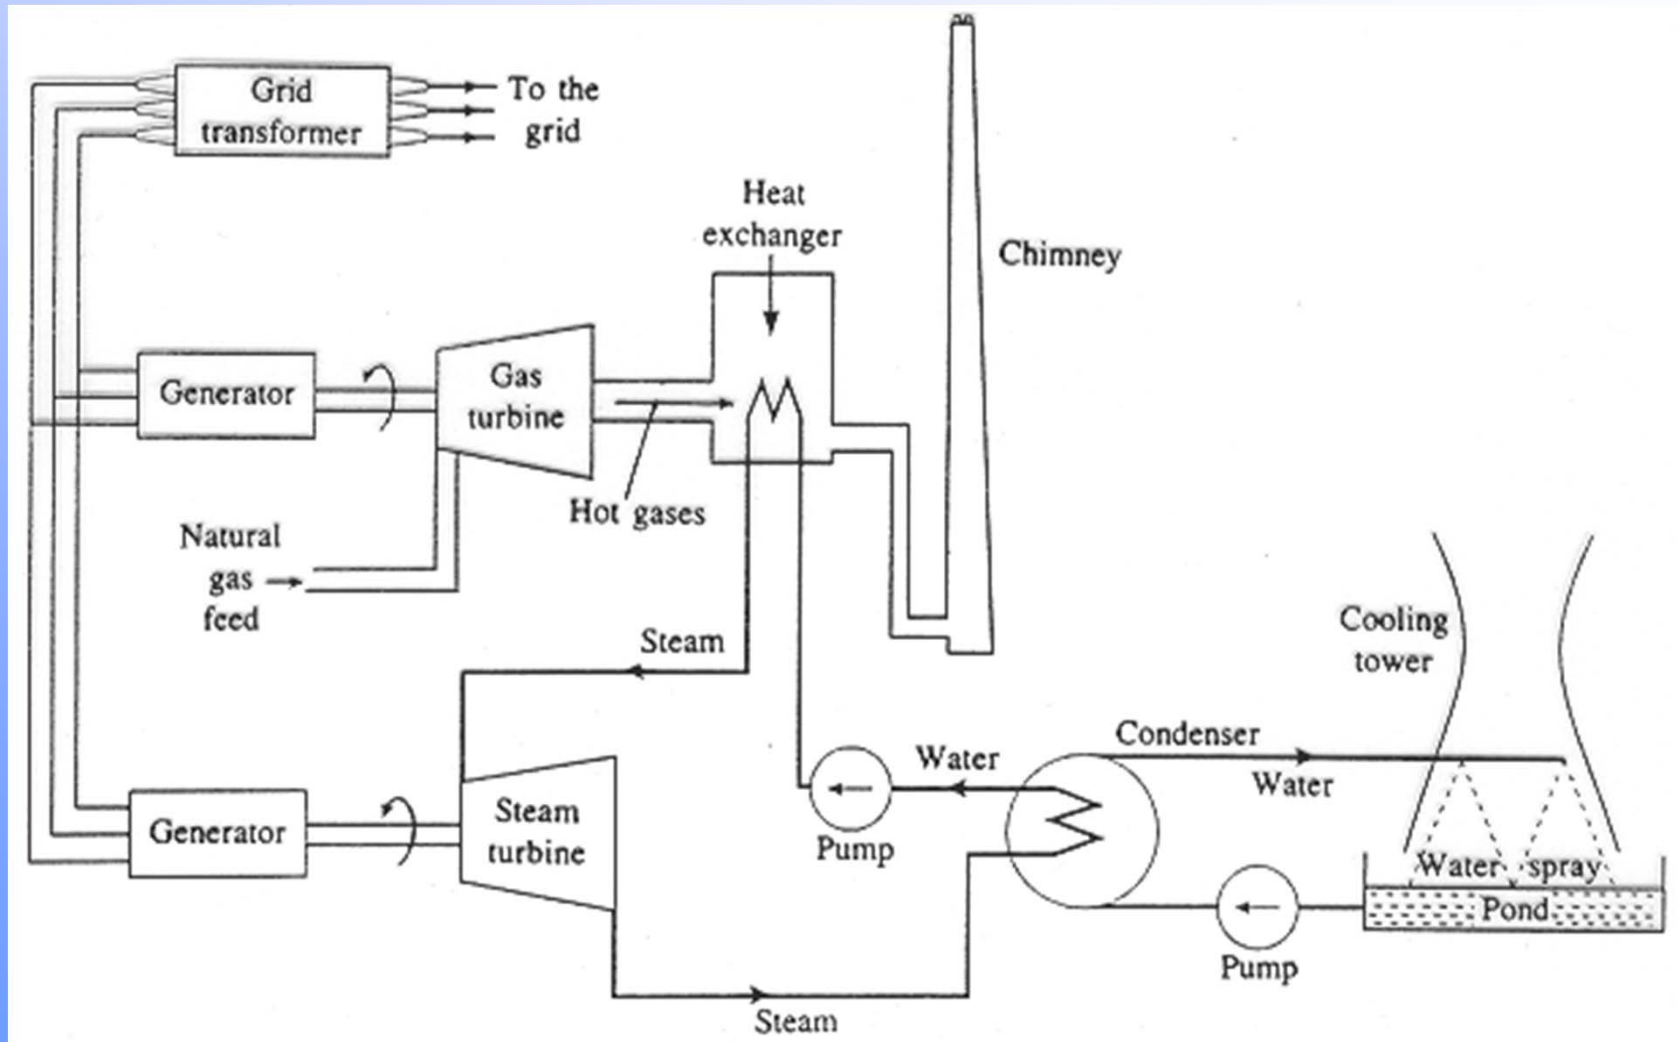 Grid
transformer
To the
grid
Heat
exchanger
Chimney
Generator
Gas
turbine
Hot gases
Natural
gas
feed
Steam
Cooling
tower
Condenser
Water
Water
Pump
Generator
Steam
turbine
Water spray
Pond
Pump
Steam